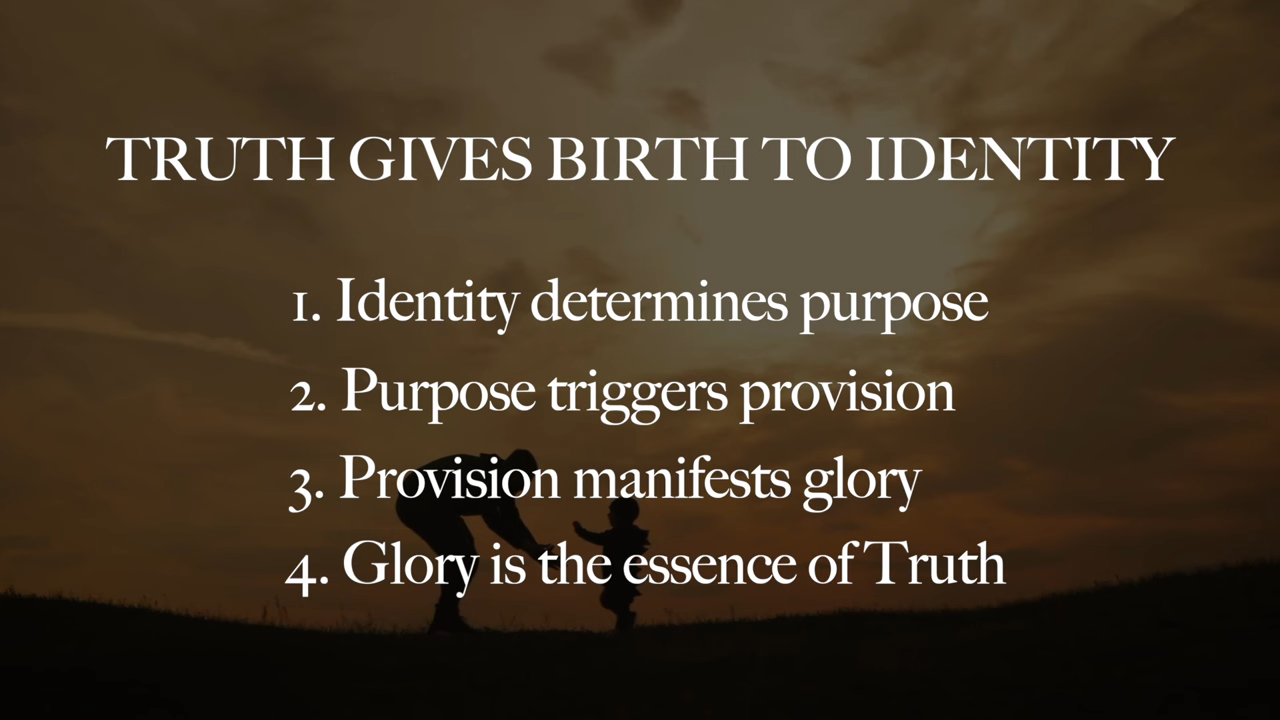 TRUTH GIVES BIRTH TO IDENTITY
1. Identity determines purpose
2. Purpose triggers provision
3. Provision manifests glory
4. Glory is the essence of Truth